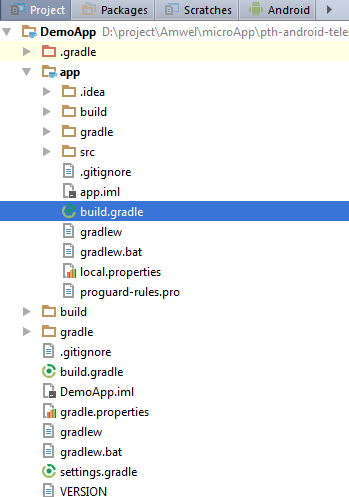 Project Packages Scratches Android
DemoApp D:\project\Amwel\microApp\pth-android-tele
.gradle
app
.idea
build
gradle
src
.gitignore
app.iml
build.gradle
gradlew
gradlew.bat
local.properties
proguard-rules.pro
build
gradle
.gitignore
build.gradle
DemoApp.iml
gradle.properties
gradlew
gradlew.bat
settings.gradle
VERSION